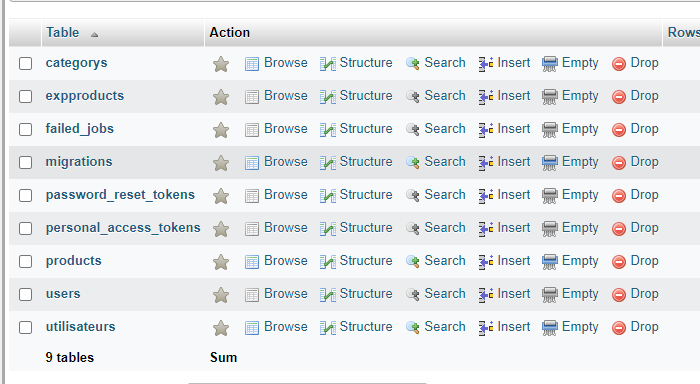 Table Action Rows
categorys Browse Structure Search Insert Empty Drop
expproducts Browse Structure Search Insert Empty Drop
failed_jobs Browse Structure Search Insert Empty Drop
migrations Browse Structure Search Insert Empty Drop
password_reset_tokens Browse Structure Search Insert Empty Drop
personal_access_tokens Browse Structure Search Insert Empty Drop
products Browse Structure Search Insert Empty Drop
users Browse Structure Search Insert Empty Drop
utilisateurs Browse Structure Search Insert Empty Drop
9 tables Sum